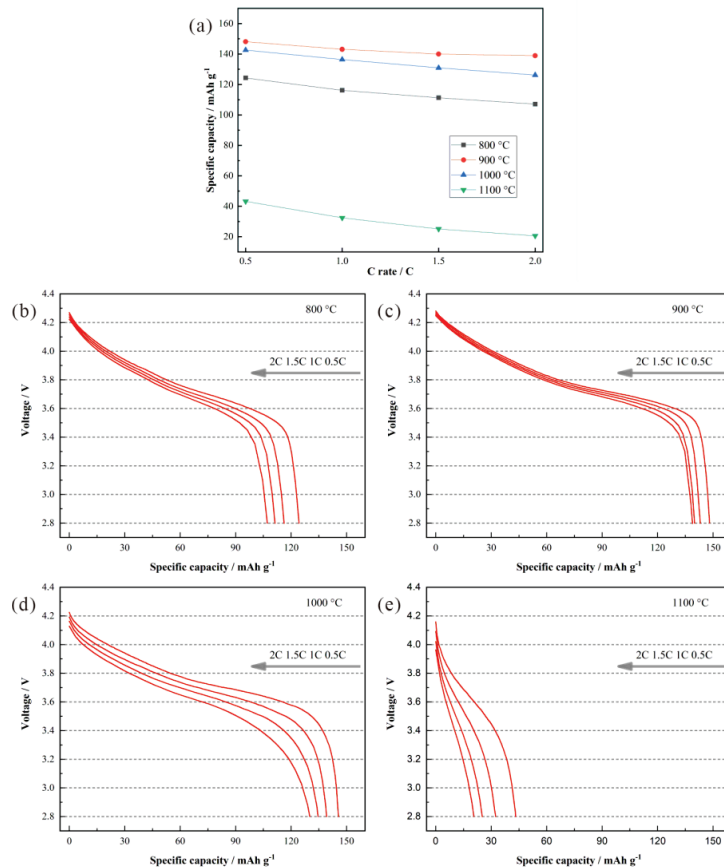 (a)
160
140
120
100
80
60
40
20
Specific capacity / mAh g-1
800 °C
900 °C
1000 °C
1100 °C
0.5 1.0 1.5 2.0
C rate / C
(b)
4.4
4.2
4.0
3.8
3.6
3.4
3.2
3.0
2.8
Voltage / V
800 °C
2C 1.5C 1C 0.5C
0 30 60 90 120 150
Specific capacity / mAh g-1
(c)
4.4
4.2
4.0
3.8
3.6
3.4
3.2
3.0
2.8
Voltage / V
900 °C
2C 1.5C 1C 0.5C
0 30 60 90 120 150
Specific capacity / mAh g-1
(d)
4.4
4.2
4.0
3.8
3.6
3.4
3.2
3.0
2.8
Voltage / V
1000 °C
2C 1.5C 1C 0.5C
0 30 60 90 120 150
Specific capacity / mAh g-1
(e)
4.4
4.2
4.0
3.8
3.6
3.4
3.2
3.0
2.8
Voltage / V
1100 °C
2C 1.5C 1C 0.5C
0 30 60 90 120 150
Specific capacity / mAh g-1